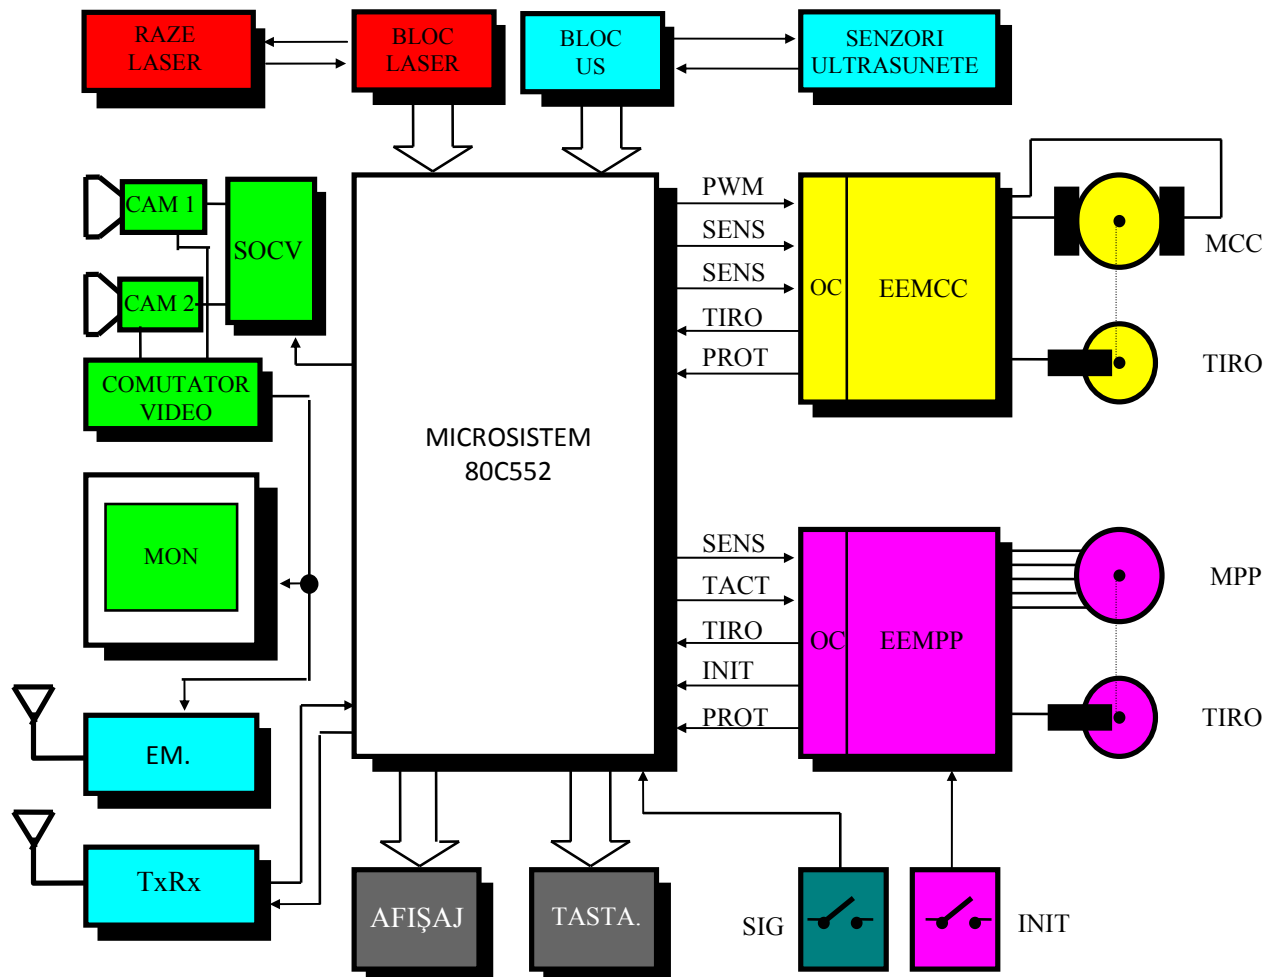 RAZE
LASER
BLOC
LASER
BLOC
US
SENZORI
ULTRASUNETE
CAM 1
SOCV
CAM 2
COMUTATOR
VIDEO
MON
EM.
TxRx
MICROSISTEM
80C552
PWM
SENS
SENS
TIRO
PROT
OC
EEMCC
MCC
TIRO
SENS
TACT
TIRO
INIT
PROT
OC
EEMPP
MPP
TIRO
AFIŞAJ
TASTA.
SIG
INIT